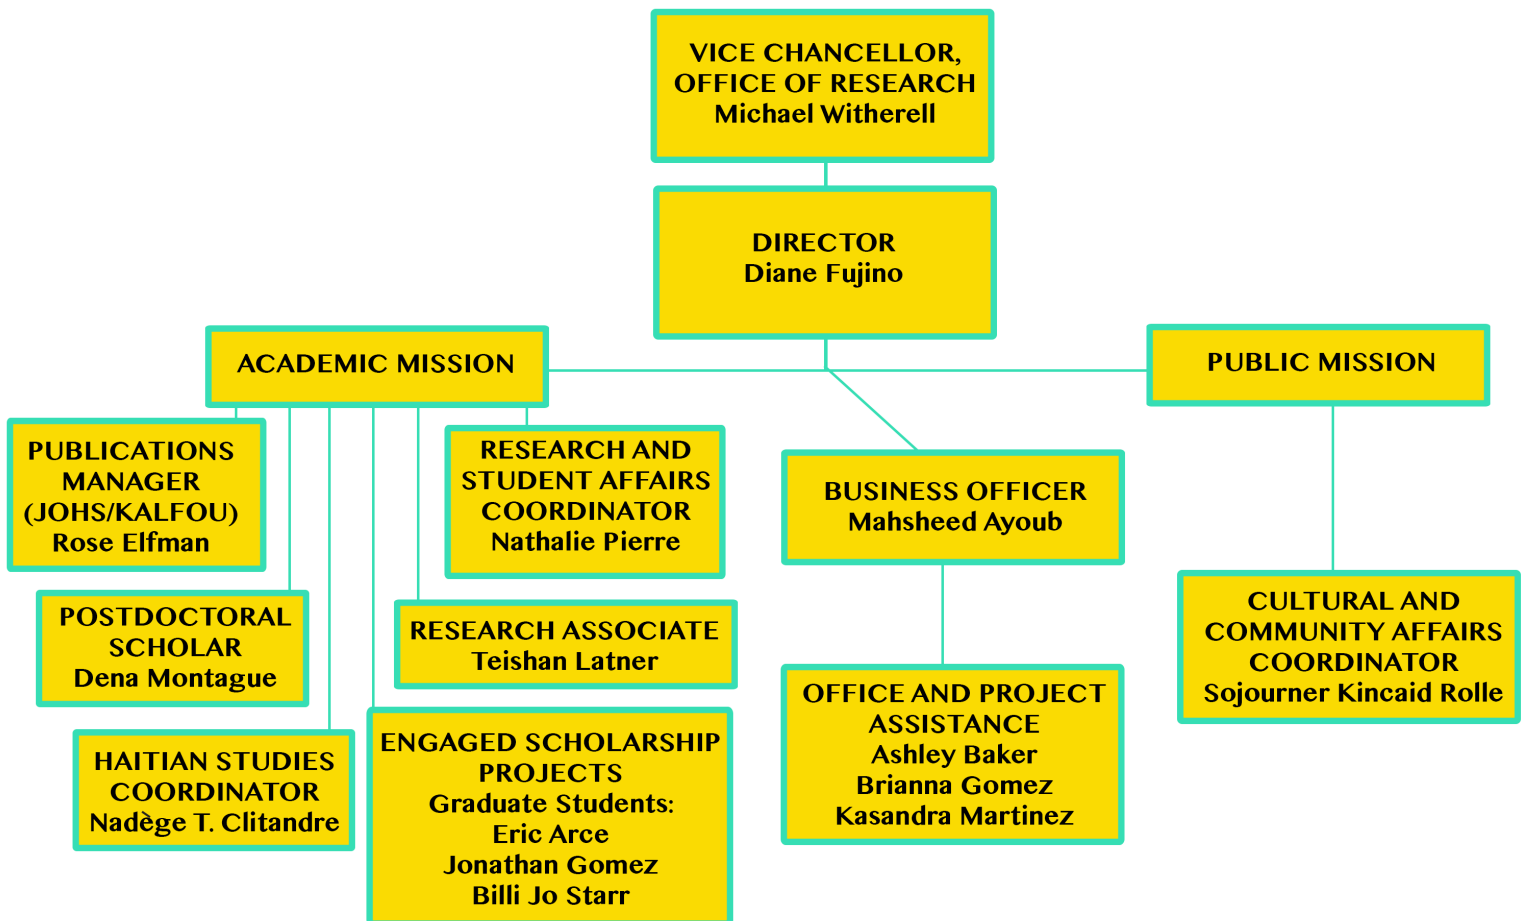 VICE CHANCELLOR,
OFFICE OF RESEARCH
Michael Witherell
DIRECTOR
Diane Fujino
ACADEMIC MISSION
PUBLIC MISSION
PUBLICATIONS
MANAGER
(JOHS/KALFOU)
Rose Elfman
RESEARCH AND
STUDENT AFFAIRS
COORDINATOR
Nathalie Pierre
BUSINESS OFFICER
Mahsheed Ayoub
POSTDOCTORAL
SCHOLAR
Dena Montague
RESEARCH ASSOCIATE
Teishan Latner
CULTURAL AND
COMMUNITY AFFAIRS
COORDINATOR
Sojourner Kincaid Rolle
HAITIAN STUDIES
COORDINATOR
Nadège T. Clitandre
ENGAGED SCHOLARSHIP
PROJECTS
Graduate Students:
Eric Arce
Jonathan Gomez
Billi Jo Starr
OFFICE AND PROJECT
ASSISTANCE
Ashley Baker
Brianna Gomez
Kasandra Martinez